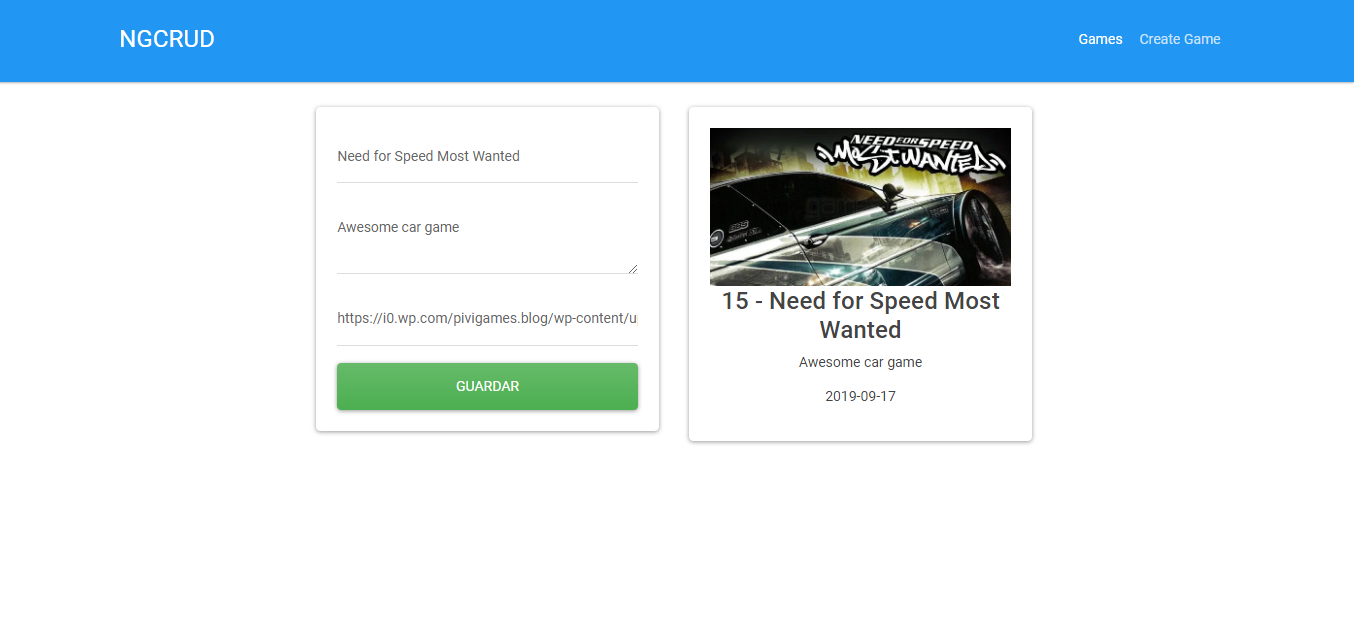 NGCRUD
Games
Create Game
Need for Speed Most Wanted
Awesome car game
https://i0.wp.com/pivigames.blog/wp-content/u
GUARDAR
NEED FOR SPEED
Most WANTED
15 - Need for Speed Most
Wanted
Awesome car game
2019-09-17